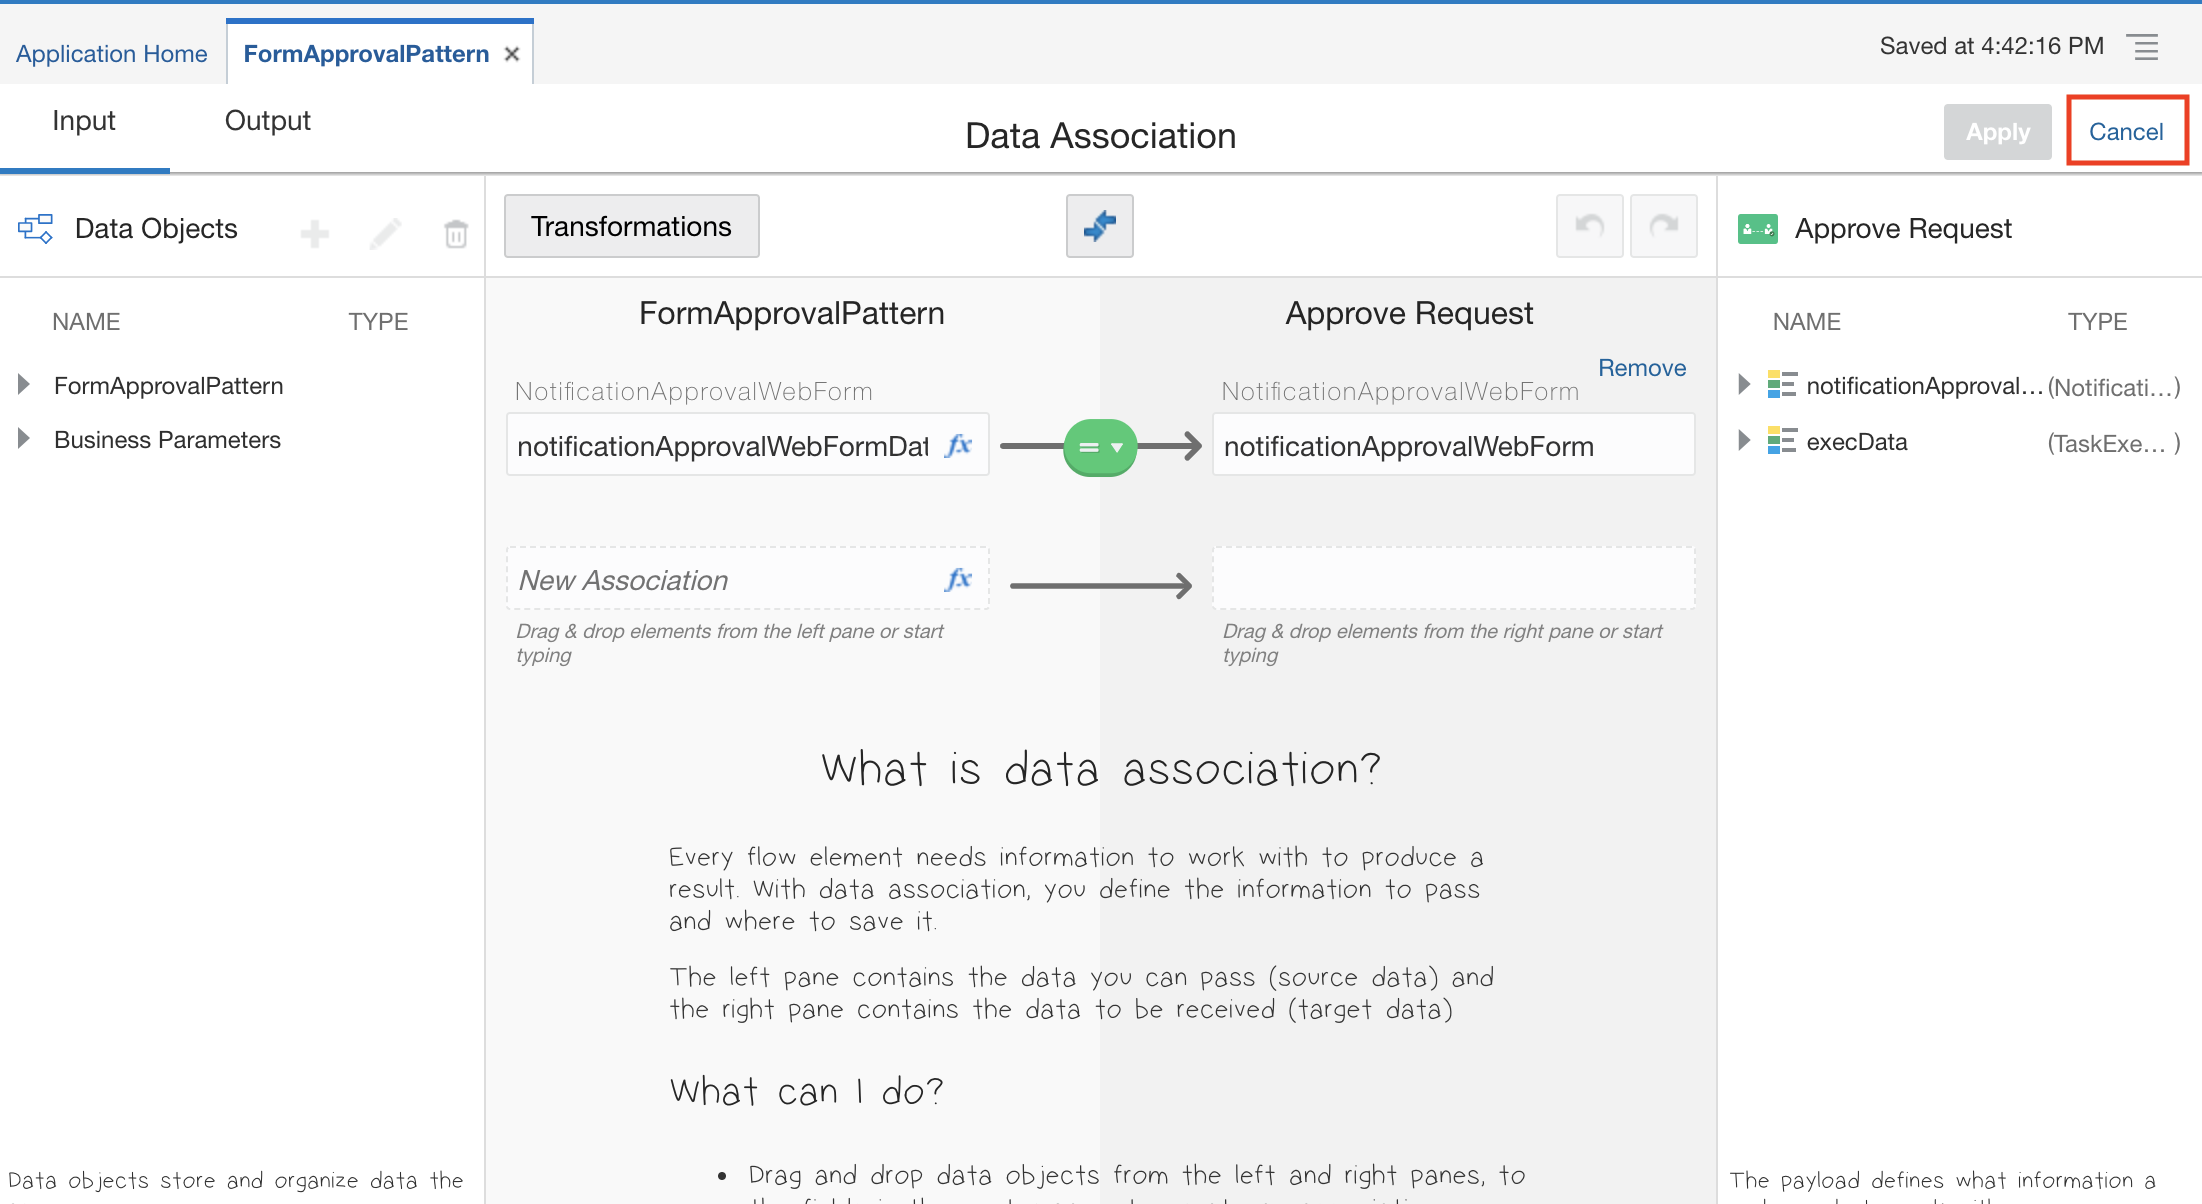 Application Home
FormApprovalPattern
Saved at 4:42:16 PM
Input
Output
Data Association
Apply
Cancel
Data Objects
Transformations
Approve Request
NAME TYPE
FormApprovalPattern
Business Parameters
FormApprovalPattern
Approve Request
Remove
NotificationApprovalWebForm
NotificationApprovalWebForm
notificationApprovalWebFormDat fx
=
notificationApprovalWebForm
New Association fx
Drag & drop elements from the left pane or start
typing
Drag & drop elements from the right pane or start
typing
What is data association?
Every flow element needs information to work with to produce a
result. With data association, you define the information to pass
and where to save it.
The left pane contains the data you can pass (source data) and
the right pane contains the data to be received (target data)
What can I do?
• Drag and drop data objects from the left and right panes, to
NAME TYPE
notificationApproval... (Notificati...)
execData (TaskExe... )
Data objects store and organize data the
The payload defines what information a